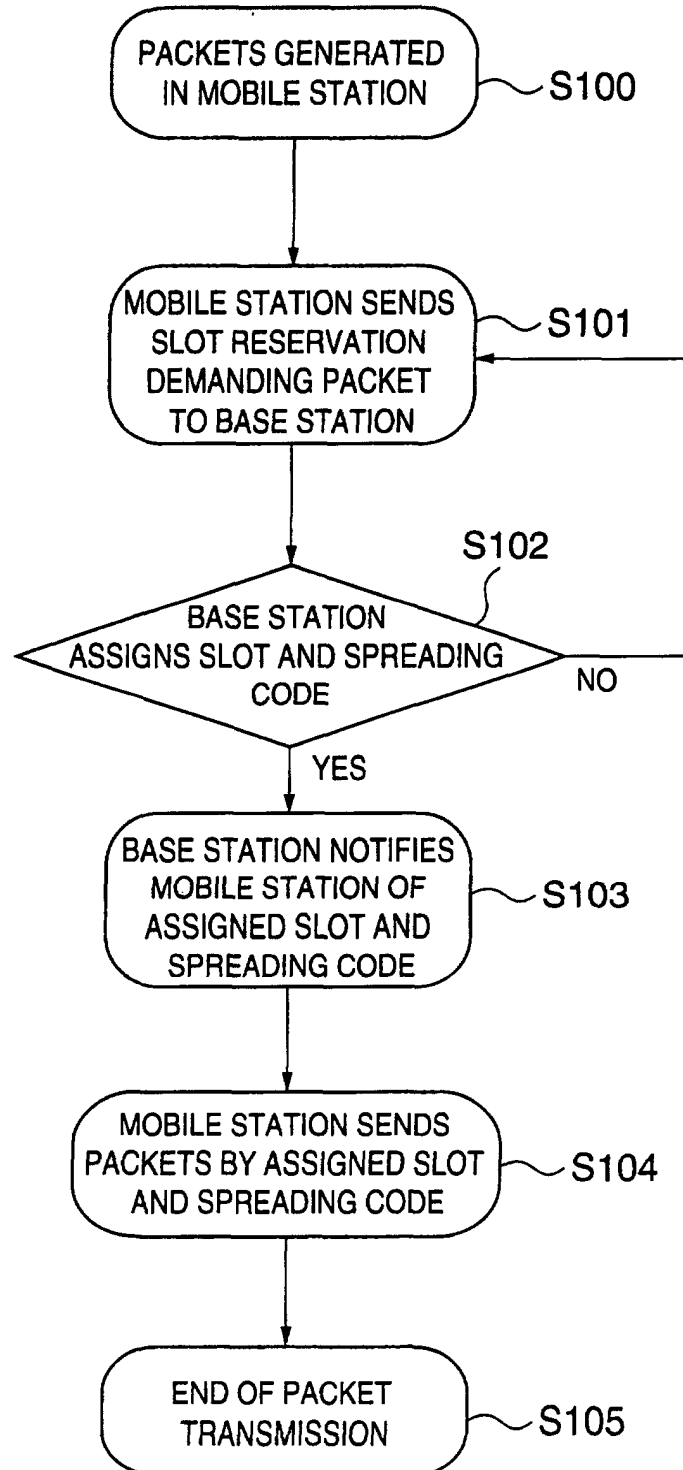 PACKETS GENERATED
IN MOBILE STATION
S100
MOBILE STATION SENDS
SLOT RESERVATION
DEMANDING PACKET
TO BASE STATION
S101
S102
BASE STATION
ASSIGNS SLOT AND SPREADING
CODE
NO
YES
BASE STATION NOTIFIES
MOBILE STATION OF
ASSIGNED SLOT AND
SPREADING CODE
S103
MOBILE STATION SENDS
PACKETS BY ASSIGNED SLOT
AND SPREADING CODE
S104
END OF PACKET
TRANSMISSION
S105